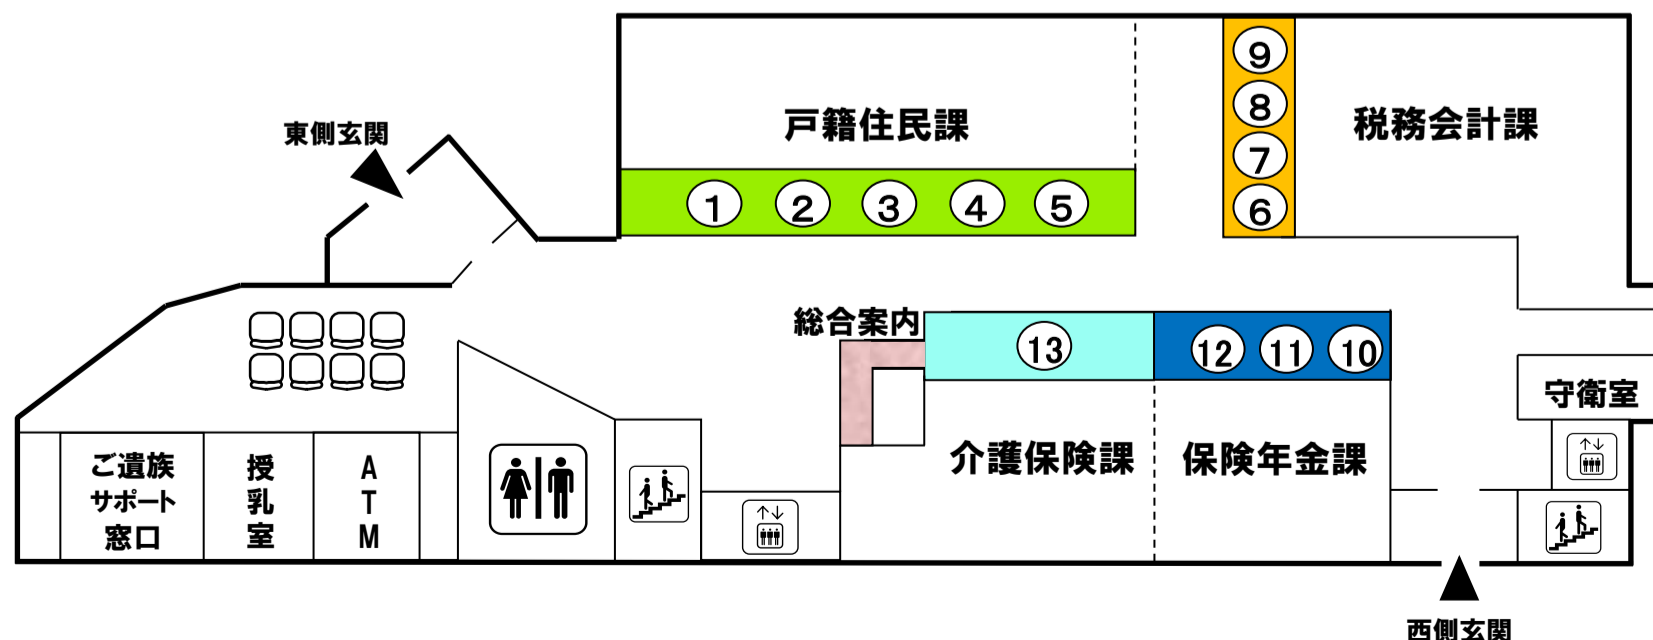 東側玄関
戸籍住民課
1 2 3 4 5
9
8
7
6
税務会計課
総合案内
13
12 11 10
介護保険課
保険年金課
守衛室
ご遺族
サポート
窓口
授
乳
室
A
T
M
西側玄関